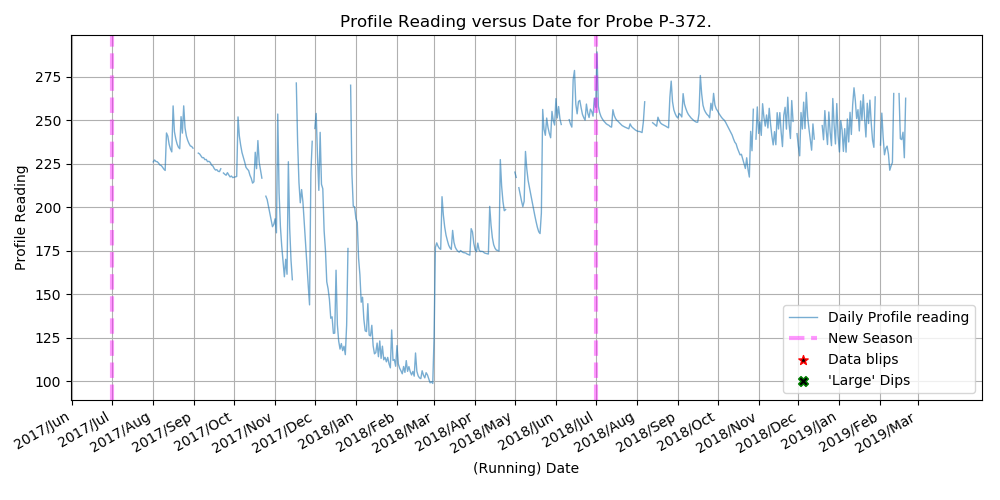 Profile Reading versus Date for Probe P-372.
Profile Reading
275
250
225
200
175
150
125
100
Daily Profile reading
New Season
Data blips
'Large' Dips
2017/Jun
2017/Jul
2017/Aug
2017/Sep
2017/Oct
2017/Nov
2017/Dec
2018/Jan
2018/Feb
2018/Mar
2018/Apr
2018/May
2018/Jun
2018/Jul
2018/Aug
2018/Sep
2018/Oct
2018/Nov
2018/Dec
2019/Jan
2019/Feb
2019/Mar
(Running) Date